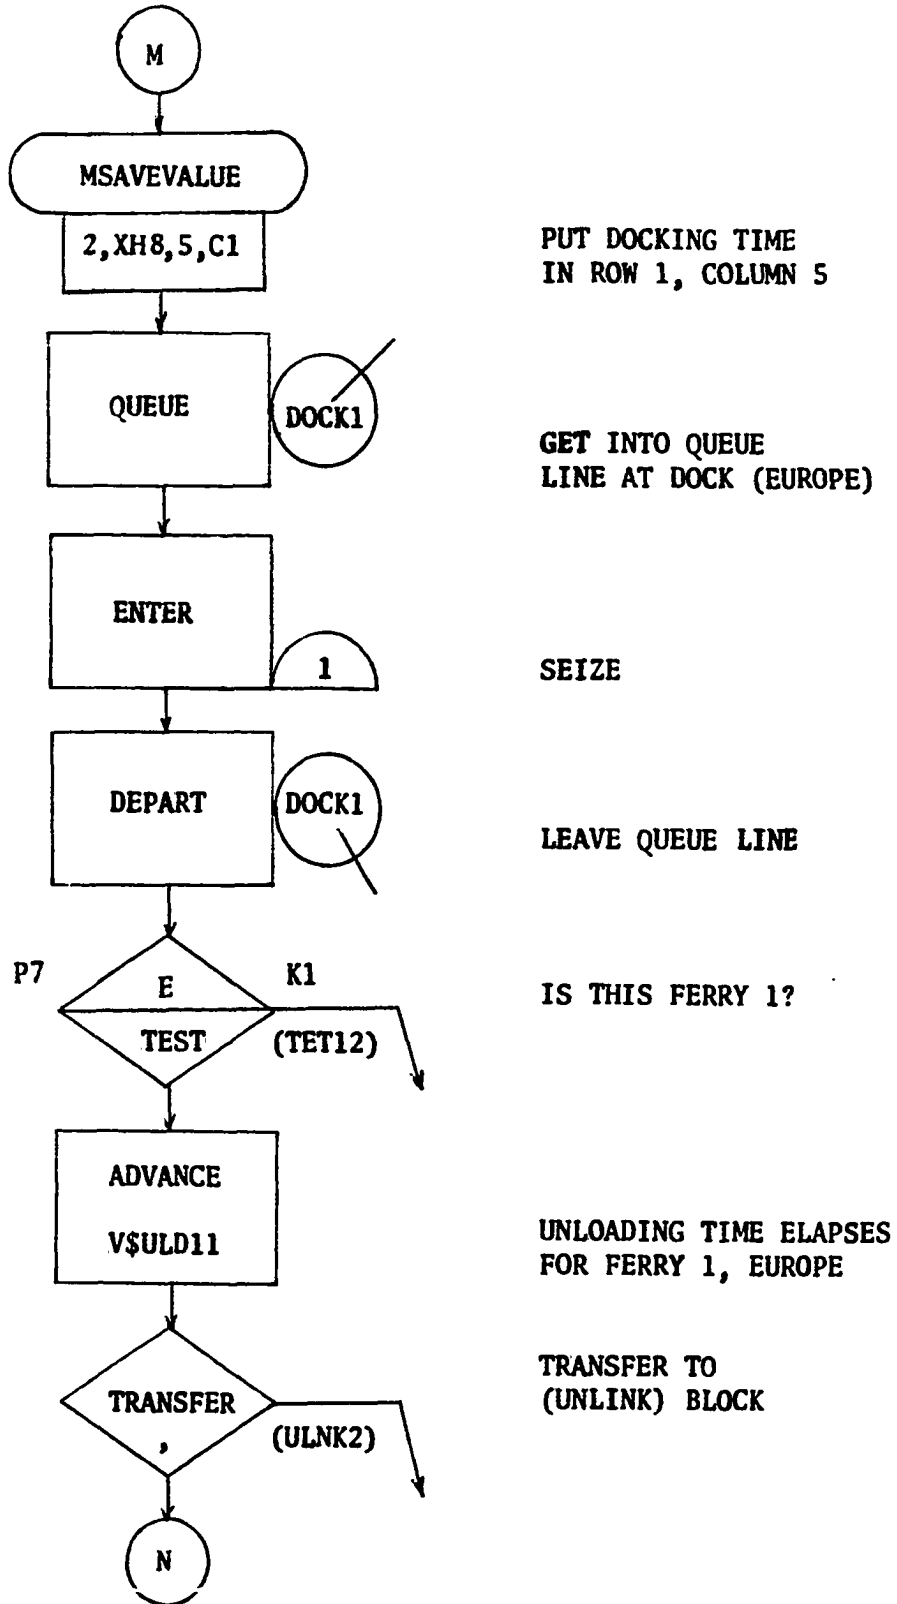 M
MSAVEVALUE
2,XH8,5,C1
PUT DOCKING TIME
IN ROW 1, COLUMN 5
QUEUE
DOCK1
GET INTO QUEUE
LINE AT DOCK (EUROPE)
ENTER
1
SEIZE
DEPART
DOCK1
LEAVE QUEUE LINE
P7
E
K1
TEST
(TET12)
IS THIS FERRY 1?
ADVANCE
V$ULD11
UNLOADING TIME ELAPSES
FOR FERRY 1, EUROPE
TRANSFER
,
(ULNK2)
TRANSFER TO
(UNLINK) BLOCK
N